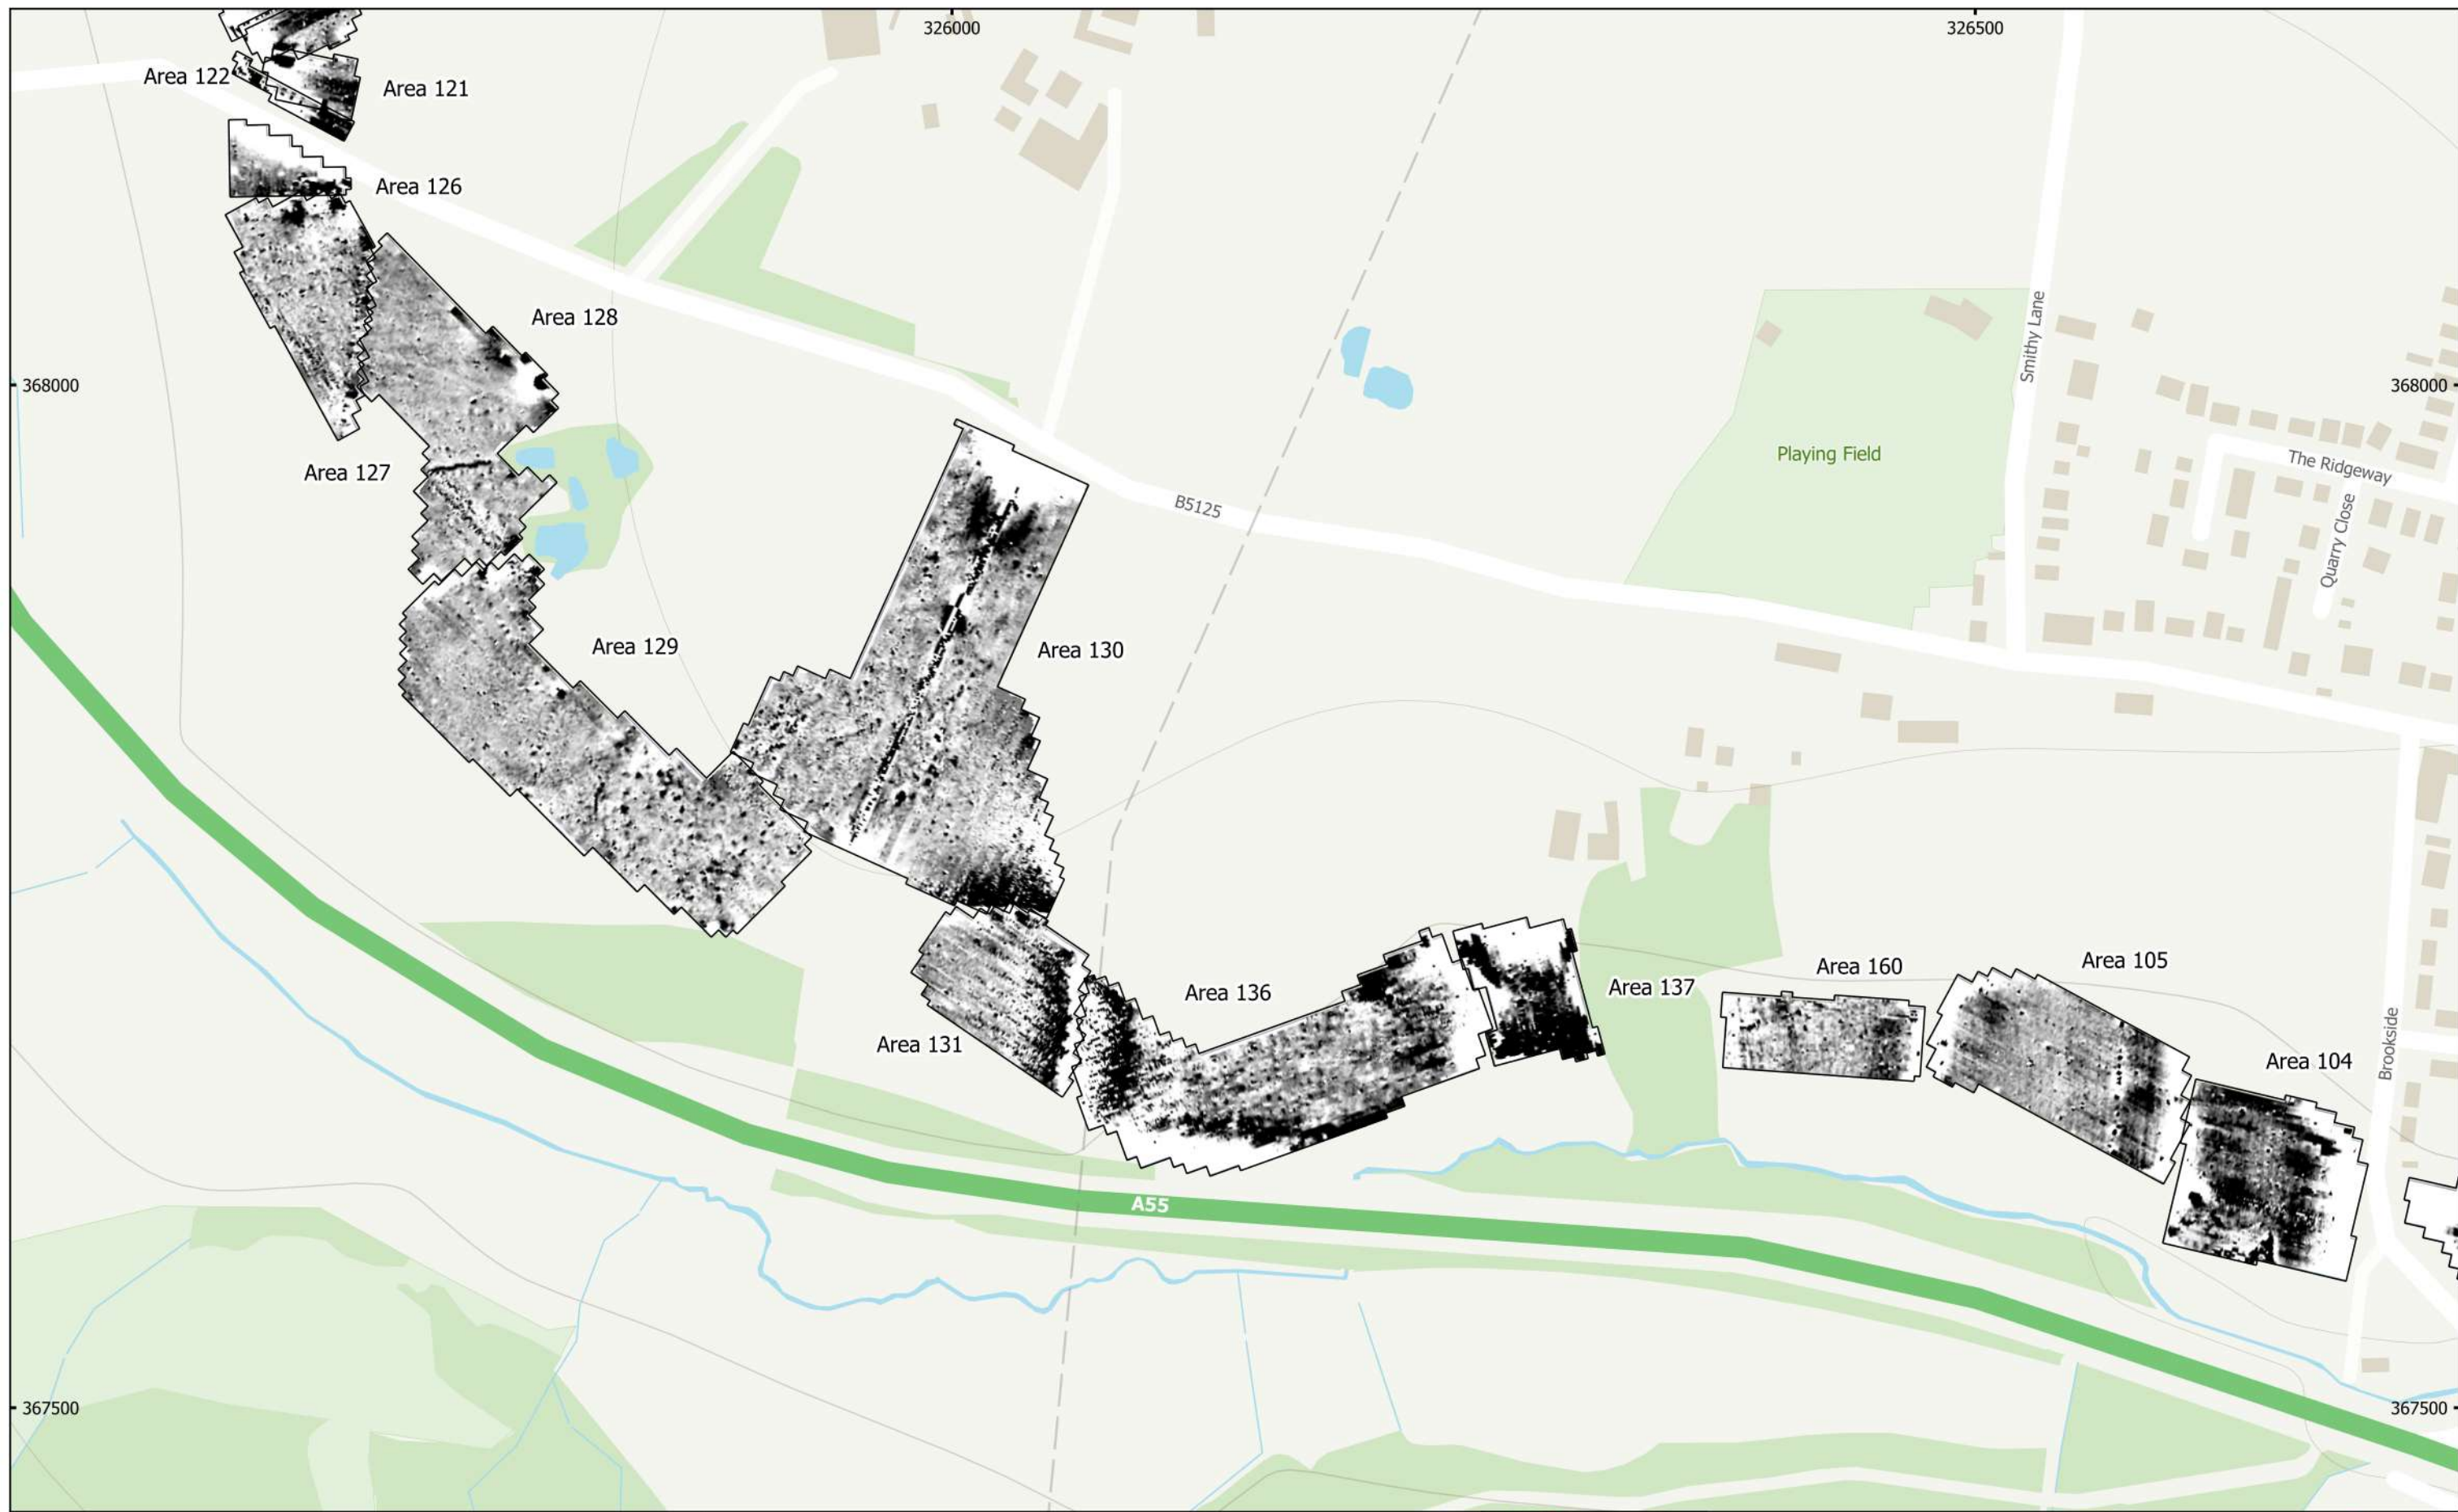 326000
326500
Area 122
Area 121
Area 126
Area 128
Smithy Lane
368000
368000
Playing Field
The Ridgeway
Area 127
B5125
Quarry Close
Area 129
Area 130
Area 160
Area 105
Area 137
Area 136
Area 131
Brookside
Area 104
A55
367500
367500